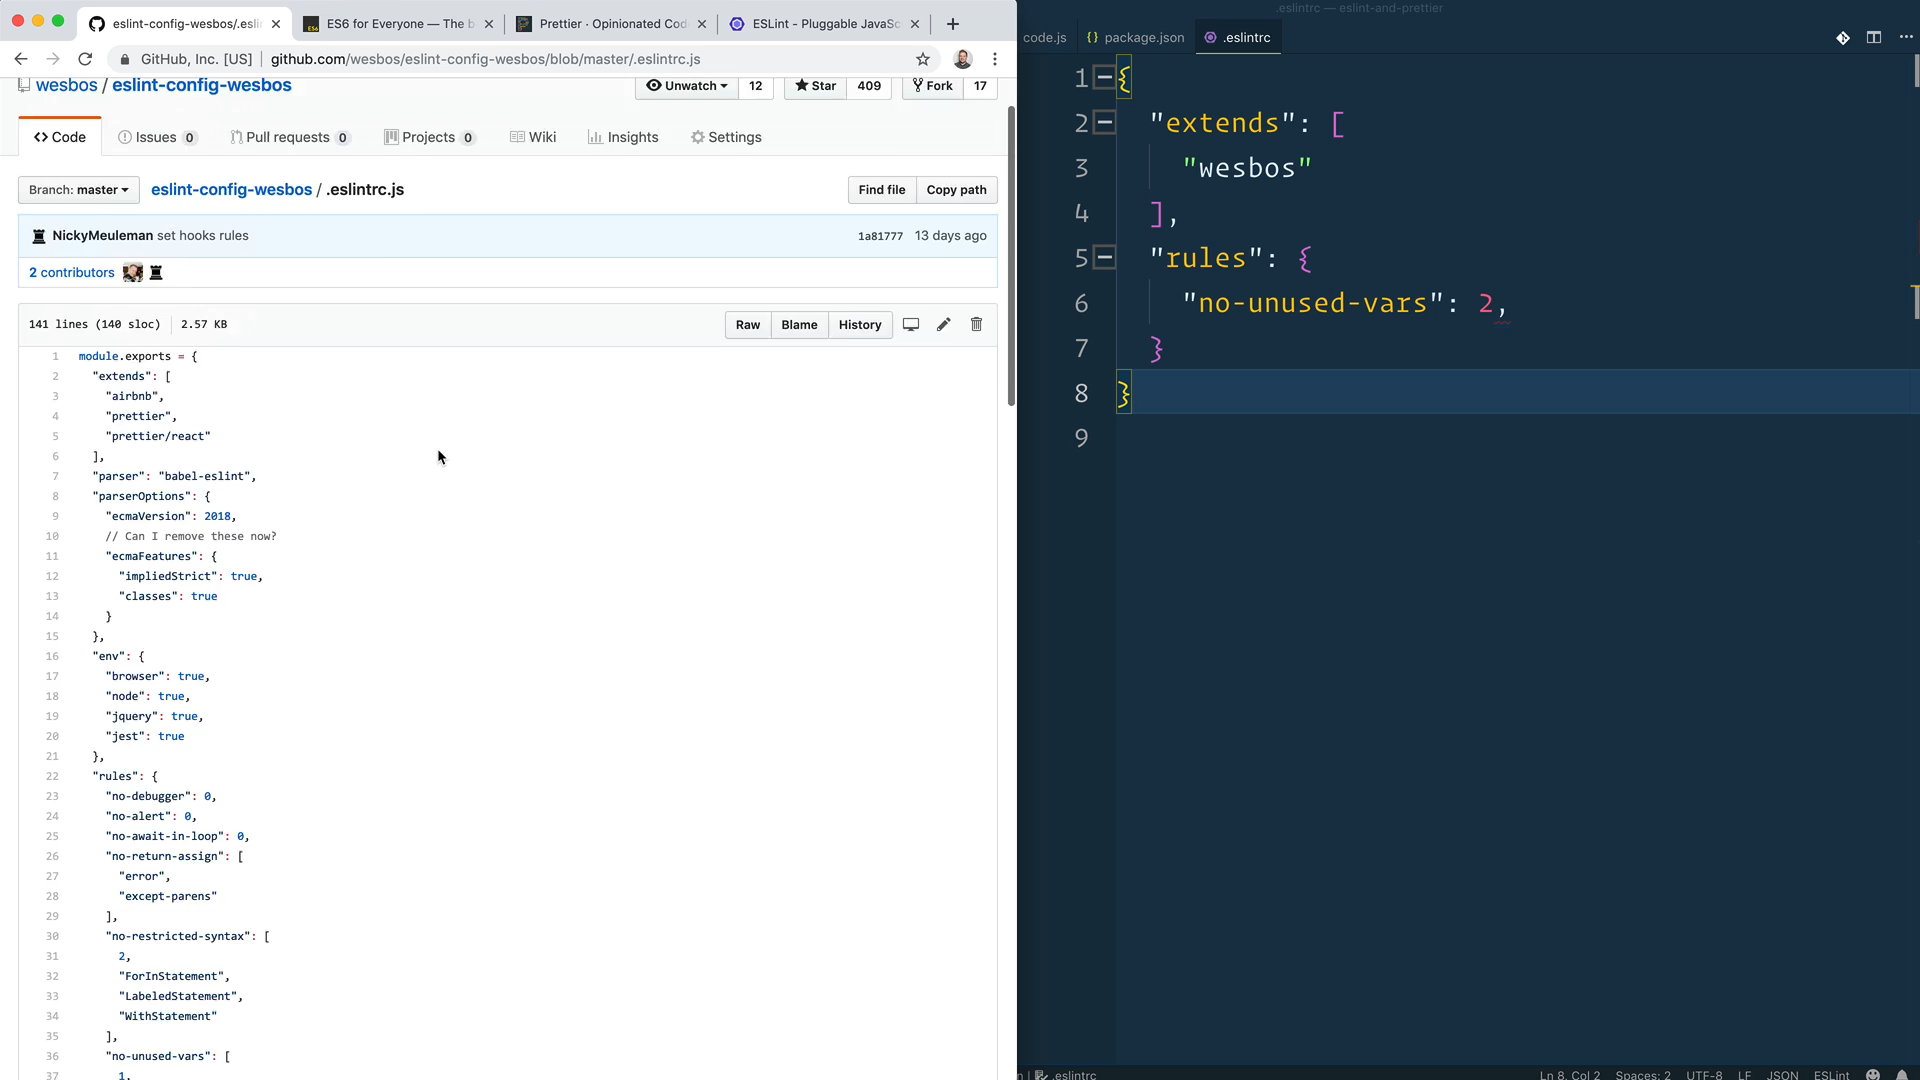 eslint-config-wesbos/.esli
ES6 for Everyone — The b
Prettier · Opinionated Cod
ESLint - Pluggable JavaSc
GitHub, Inc. [US]
github.com/wesbos/eslint-config-wesbos/blob/master/.eslintrc.js
wesbos / eslint-config-wesbos
Unwatch 12
Star 409
Fork 17
Code
Issues 0
Pull requests 0
Projects 0
Wiki
Insights
Settings
Branch: master
eslint-config-wesbos / .eslintrc.js
Find file
Copy path
NickyMeuleman set hooks rules
1a81777 13 days ago
2 contributors
141 lines (140 sloc) 2.57 KB
Raw
Blame
History
1 module.exports = {
2 "extends": [
3 "airbnb",
4 "prettier",
5 "prettier/react"
6 ],
7 "parser": "babel-eslint",
8 "parserOptions": {
9 "ecmaVersion": 2018,
10 // Can I remove these now?
11 "ecmaFeatures": {
12 "impliedStrict": true,
13 "classes": true
14 }
15 },
16 "env": {
17 "browser": true,
18 "node": true,
19 "jquery": true,
20 "jest": true
21 },
22 "rules": {
23 "no-debugger": 0,
24 "no-alert": 0,
25 "no-await-in-loop": 0,
26 "no-return-assign": [
27 "error",
28 "except-parens"
29 ],
30 "no-restricted-syntax": [
31 2,
32 "ForInStatement",
33 "LabeledStatement",
34 "WithStatement"
35 ],
36 "no-unused-vars": [
37 1,
.eslintrc — eslint-and-prettier
code.js
{} package.json
.eslintrc
1 {
2 "extends": [
3 "wesbos"
4 ],
5 "rules": {
6 "no-unused-vars": 2,
7 }
8 }
9
.eslintrc
Ln 8, Col 2
Spaces: 2
UTF-8
LF
JSON
ESLint